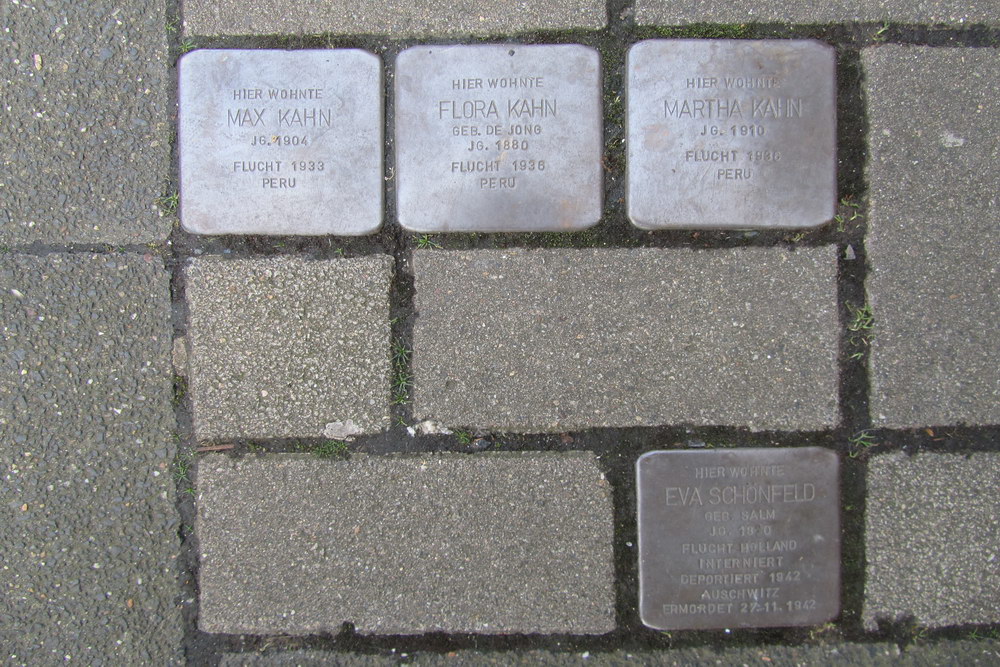 HIER WOHNTE
MAX KAHN
JG. 1904
FLUCHT 1933
PERU
HIER WOHNTE
FLORA KAHN
GEB. DE JONG
JG. 1880
FLUCHT 1936
PERU
HIER WOHNTE
MARTHA KAHN
JG. 1910
FLUCHT 1936
PERU
HIER WOHNTE
EVA SCHÖNFELD
GEB. SALM
JG.
FLUCHT HOLLAND
INTERNIERT
DEPORTIERT 1942
AUSCHWITZ
ERMORDET 27.11.1942